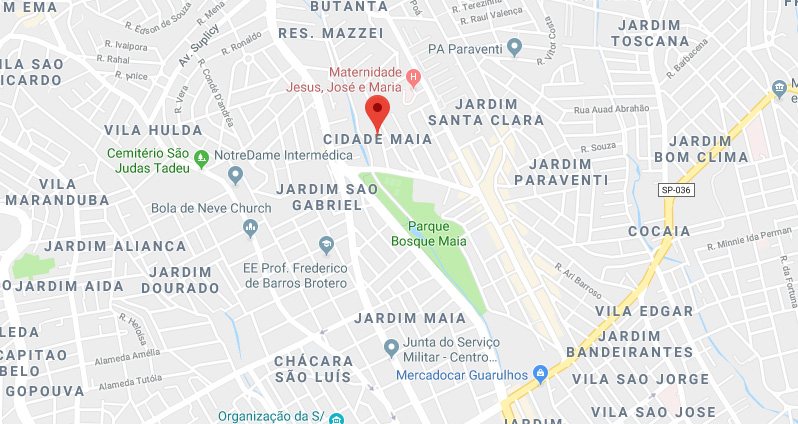 M EMA
BUTANTA
R. Terezinha
R. Raul Valença
R. Edson de Souza
R. Ivaipora
R. Rahal
R. Ronaldo
Av. Suplicy
RES. MAZZEI
Poá
R. Vitor Costa
JARDIM
TOSCANA
PA Paraventi
R. Barbacena
VILA SAO
RICARDO
R. Vera
R. Condé D'andréa
Maternidade
Jesus, José e Maria
H
JARDIM
SANTA CLARA
Rua Auad Abrahão
M
e
VILA HULDA
CIDADE MAIA
R. Souza
JARDIM
BOM CLIMA
Cemitério São
Judas Tadeu
NotreDame Intermédica
JARDIM
PARAVENTI
VILA
MARANDUBA
JARDIM SAO
GABRIEL
SP-036
Bola de Neve Church
Parque
Bosque Maia
COCAIA
R. Minnie Ida Pernan
JARDIM ALIANCA
EE Prof. Frederico
de Barros Brotero
R. Ari Barroso
R. da Fortuna
JARDIM AIDA
JARDIM
DOURADO
R. Heloísa
JARDIM MAIA
VILA EDGAR
LEDA
CAPITAO
BELO
GOPOUVA
Alameda Amélia
Alameda Tutóia
CHÁCARA
SÃO LUÍS
Junta do Serviço
Militar - Centro...
JARDIM
BANDEIRANTES
Mercadocar Guarulhos
VILA SAO JORGE
Organização da S/
JARDIM
VILA SAO JOSE